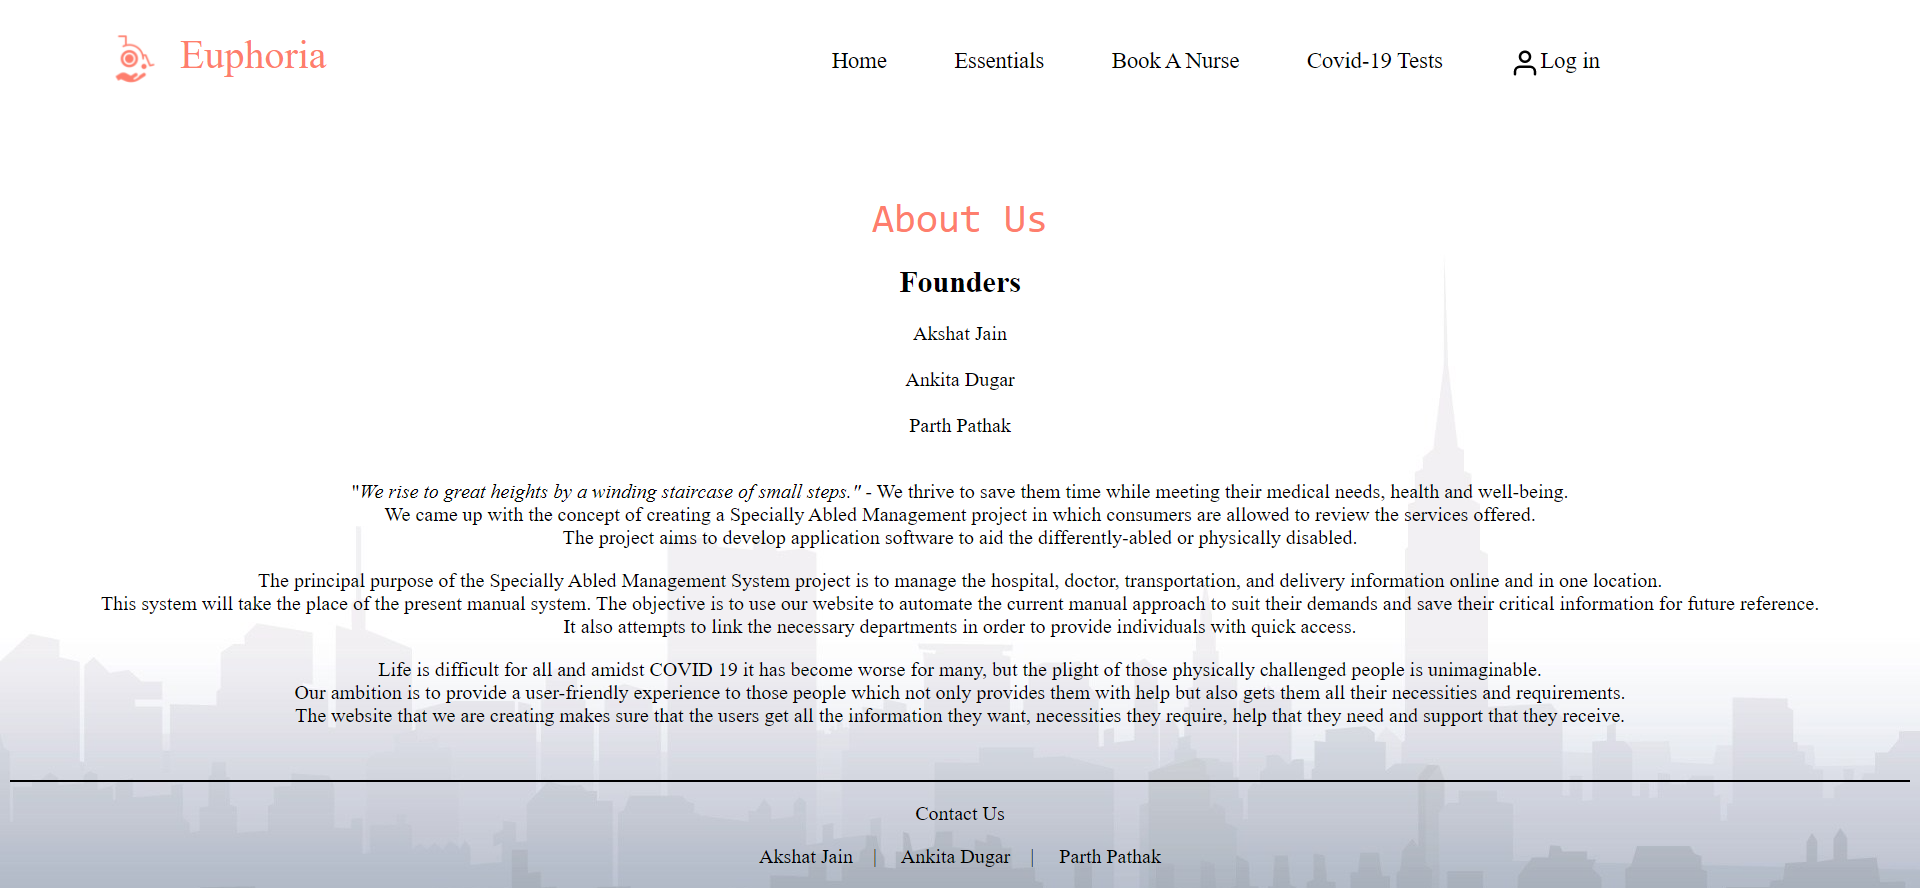 Euphoria
Home Essentials Book A Nurse Covid-19 Tests Log in
About Us
Founders
Akshat Jain
Ankita Dugar
Parth Pathak
"We rise to great heights by a winding staircase of small steps." - We thrive to save them time while meeting their medical needs, health and well-being.
We came up with the concept of creating a Specially Abled Management project in which consumers are allowed to review the services offered.
The project aims to develop application software to aid the differently-abled or physically disabled.
The principal purpose of the Specially Abled Management System project is to manage the hospital, doctor, transportation, and delivery information online and in one location.
This system will take the place of the present manual system. The objective is to use our website to automate the current manual approach to suit their demands and save their critical information for future reference.
It also attempts to link the necessary departments in order to provide individuals with quick access.
Life is difficult for all and amidst COVID 19 it has become worse for many, but the plight of those physically challenged people is unimaginable.
Our ambition is to provide a user-friendly experience to those people which not only provides them with help but also gets them all their necessities and requirements.
The website that we are creating makes sure that the users get all the information they want, necessities they require, help that they need and support that they receive.
Contact Us
Akshat Jain | Ankita Dugar | Parth Pathak